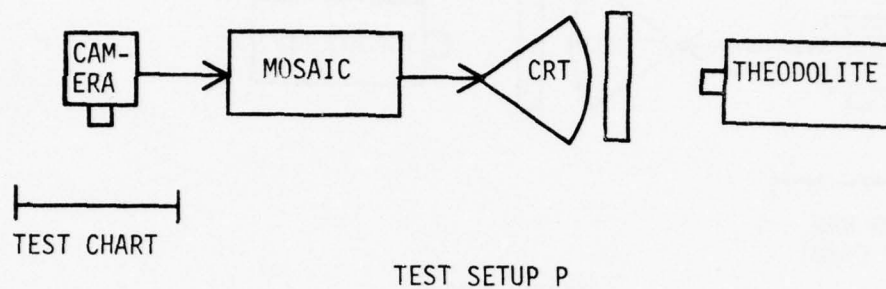 CAM-
ERA
MOSAIC
CRT
THEODOLITE
TEST CHART
TEST SETUP P